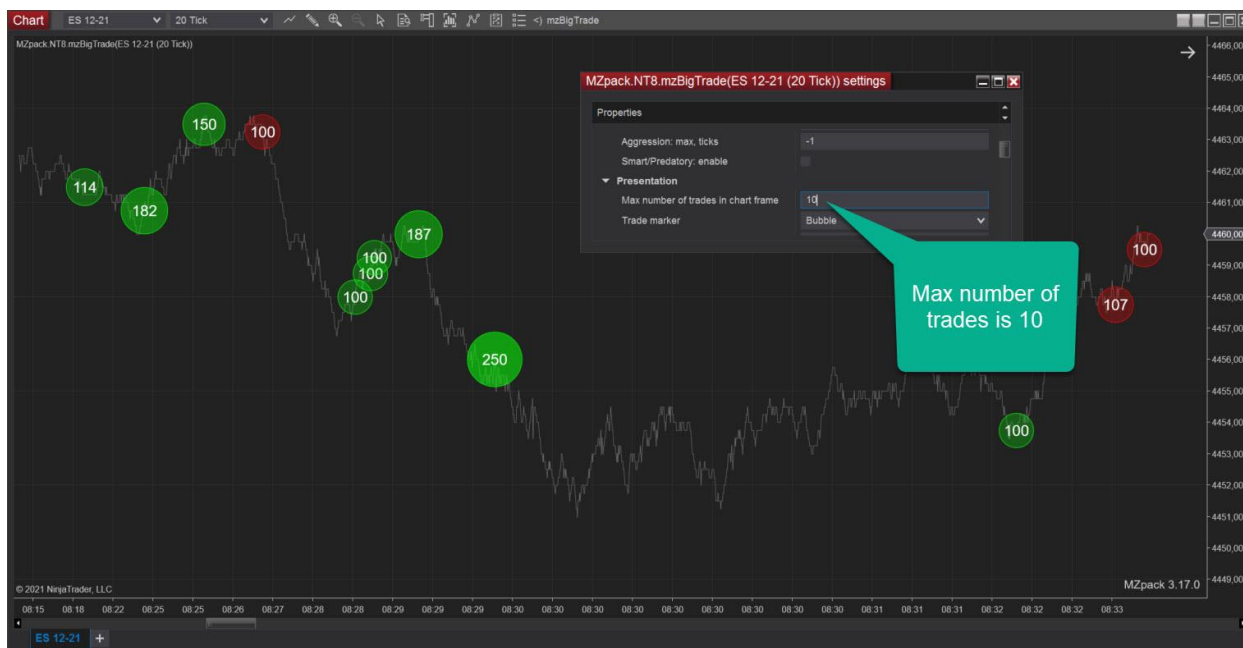 Chart ES 12-21 20 Tick <) mzBigTrade
MZpack.NT8.mzBigTrade(ES 12-21 (20 Tick))
4466,00
4465,00
4464,00
4463,00
4462,00
4461,00
4460,00
4459,00
4458,00
4457,00
4456,00
4455,00
4454,00
4453,00
4452,00
4451,00
4450,00
4449,00
114
182
150
100
100
100
100
187
250
100
107
100
MZpack.NT8.mzBigTrade(ES 12-21 (20 Tick)) settings
Properties
Aggression: max, ticks -1
Smart/Predatory: enable
Presentation
Max number of trades in chart frame 10
Trade marker Bubble
Max number of
trades is 10
© 2021 NinjaTrader, LLC
MZpack 3.17.0
08:15 08:18 08:22 08:25 08:25 08:26 08:27 08:28 08:28 08:29 08:29 08:29 08:30 08:30 08:30 08:30 08:30 08:30 08:30 08:30 08:30 08:31 08:31 08:31 08:32 08:32 08:32 08:33
ES 12-21 +